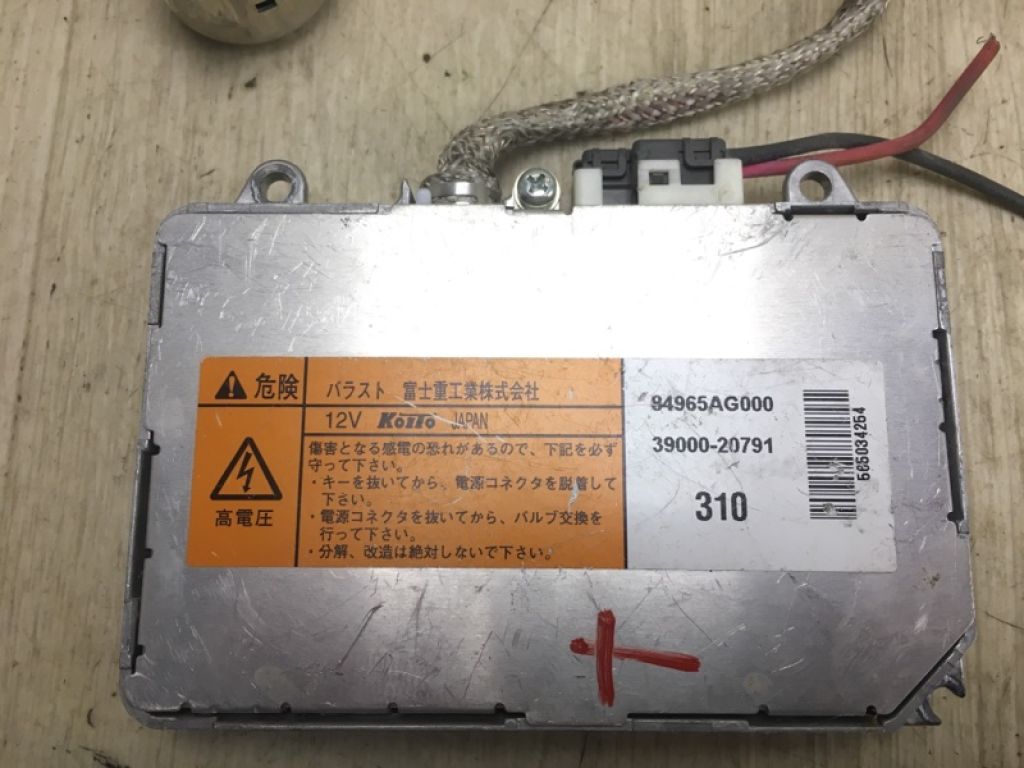 危険
バラスト 富士重工業株式会社
12V KOITO JAPAN
傷害となる感電の恐れがあるので、下記を必ず
守って下さい。
・キーを抜いてから、電源コネクタを脱着して
下さい。
・電源コネクタを抜いてから、バルブ交換を
行って下さい。
・分解、改造は絶対しないで下さい。
高電圧
84965AG000
39000-20791
310
565034254